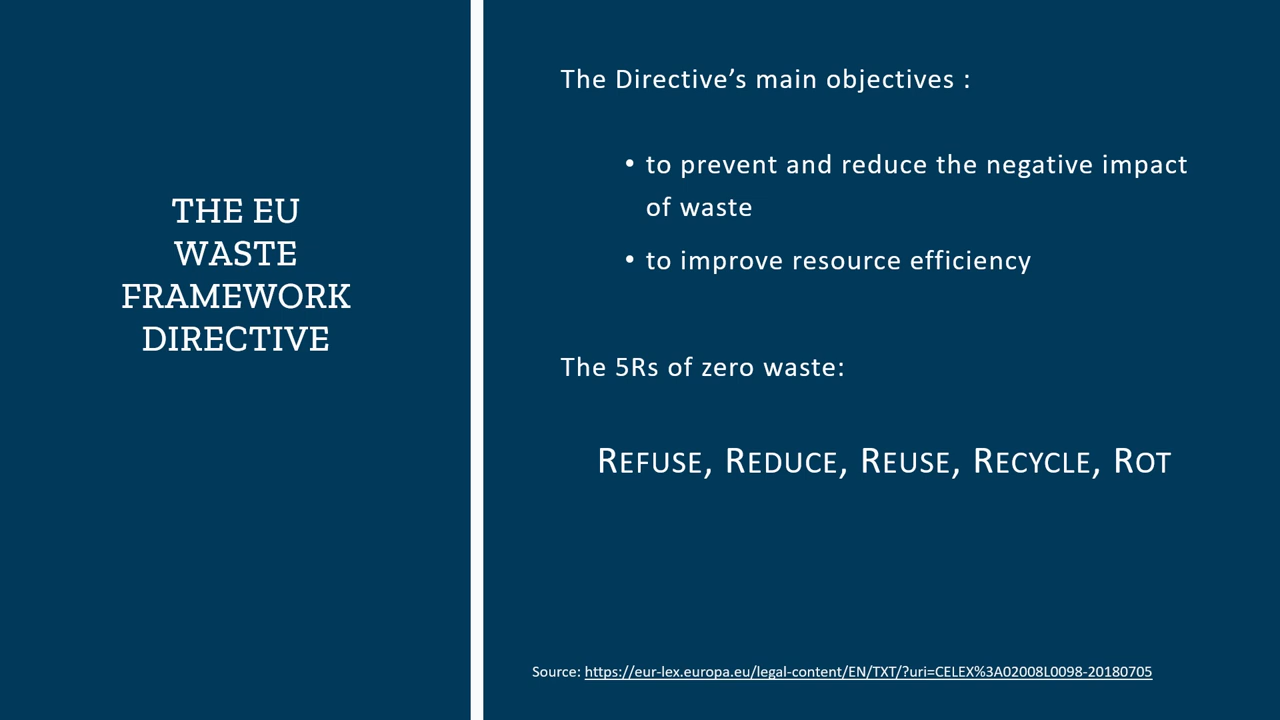 THE EU
WASTE
FRAMEWORK
DIRECTIVE
The Directive’s main objectives :
• to prevent and reduce the negative impact
of waste
• to improve resource efficiency
The 5Rs of zero waste:
REFUSE, REDUCE, REUSE, RECYCLE, ROT
Source: https://eur-lex.europa.eu/legal-content/EN/TXT/?uri=CELEX%3A02008L0098-20180705